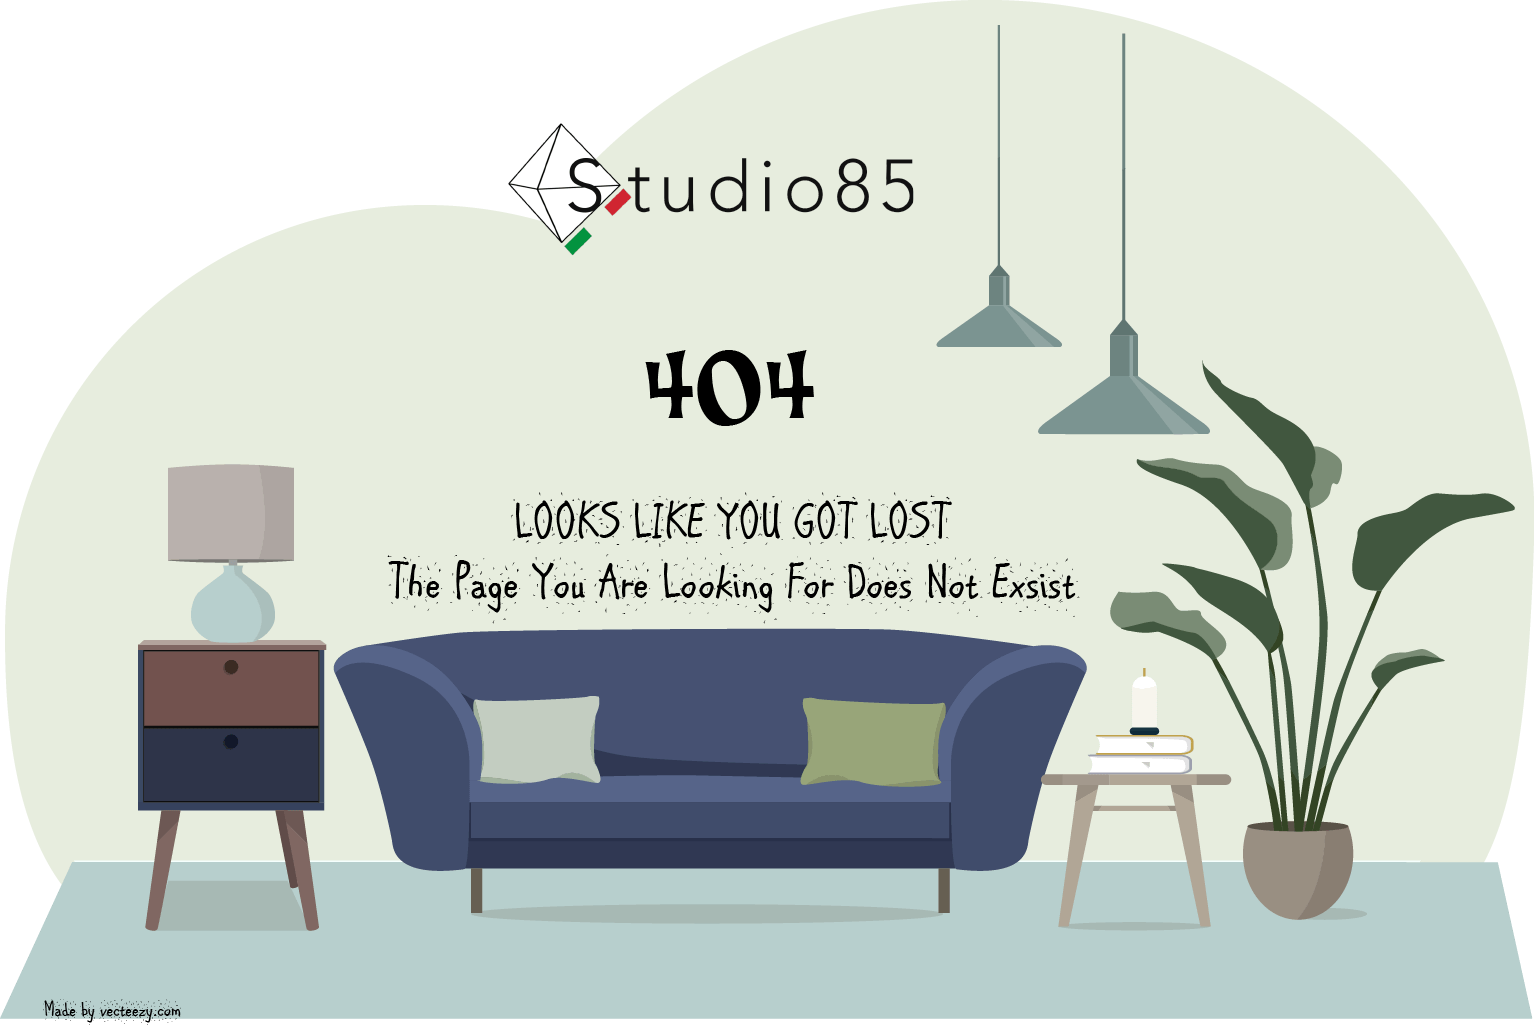 Studio85
404
LOOKS LIKE YOU GOT LOST
The Page You Are Looking For Does Not Exsist
Made by vecteezy.com